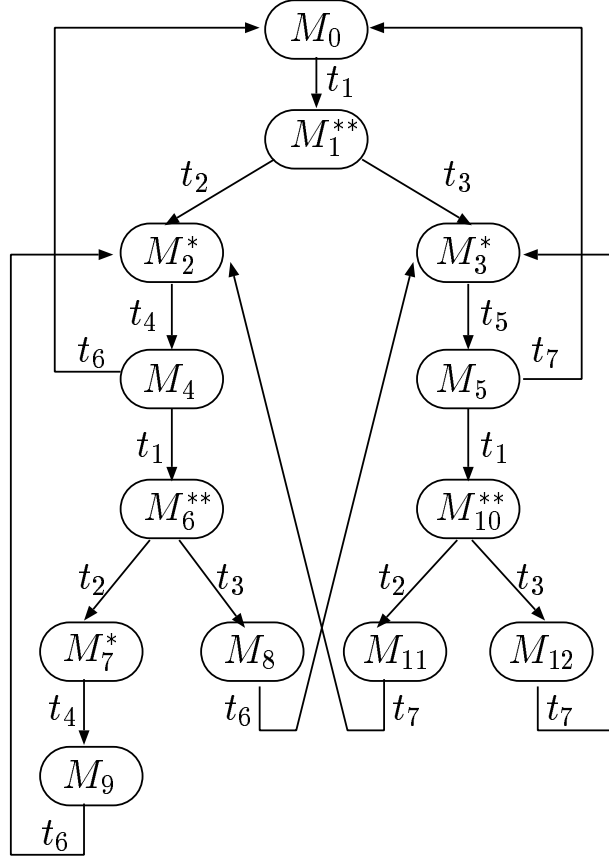 M₀
t₁
M₁**
t₂ t₃
M₂* M₃*
t₄ t₅
t₆ t₇
M₄ M₅
t₁ t₁
M₆** M₁₀**
t₂ t₃ t₂ t₃
M₇* M₈ M₁₁ M₁₂
t₄ t₆ t₇ t₇
M₉
t₆